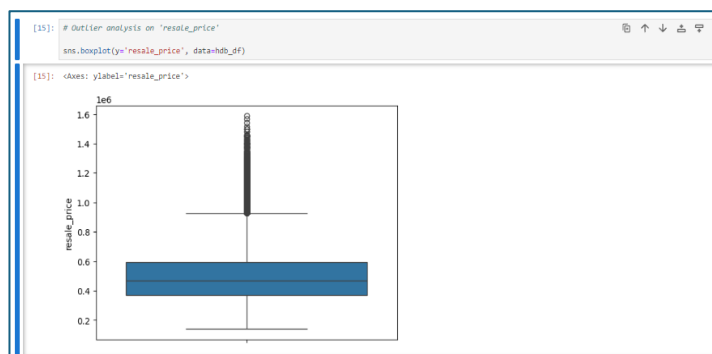 [15]: # Outlier analysis on 'resale_price'
sns.boxplot(y='resale_price', data=hdb_df)
[15]: <Axes: ylabel='resale_price'>
1e6
1.6
1.4
1.2
1.0
0.8
0.6
0.4
0.2
resale_price